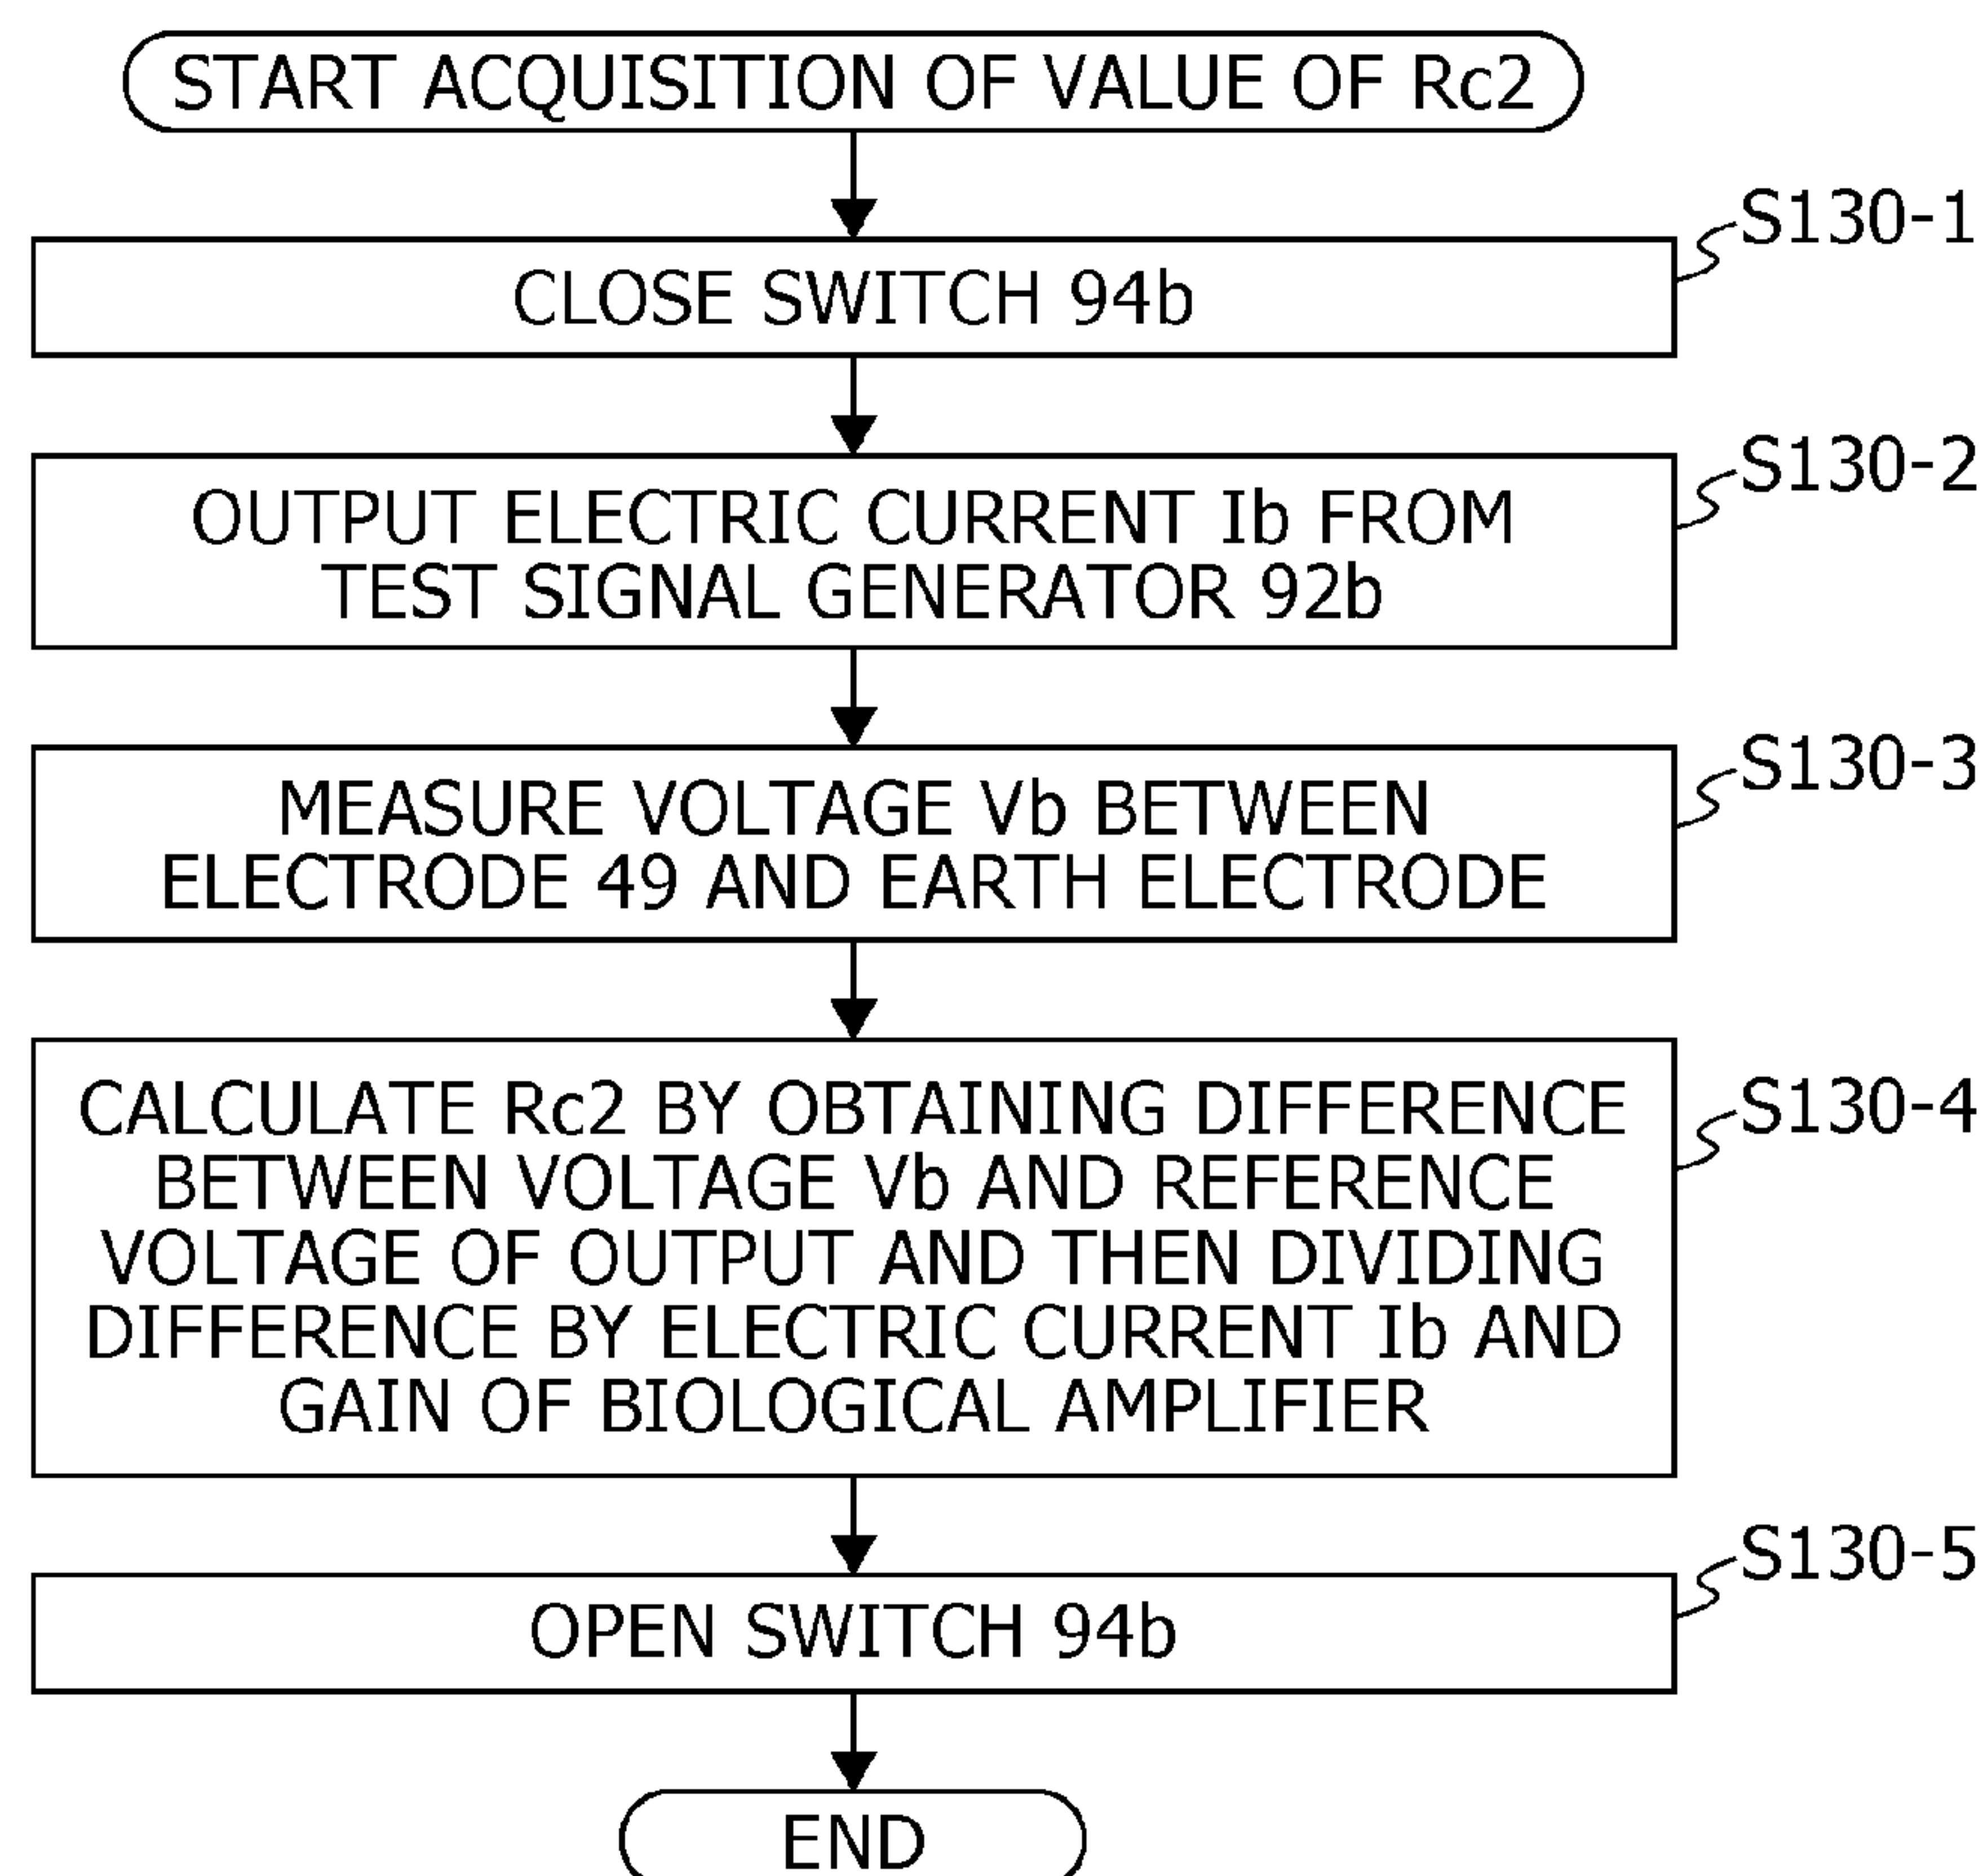 START ACQUISITION OF VALUE OF Rc2
S130-1
CLOSE SWITCH 94b
S130-2
OUTPUT ELECTRIC CURRENT Ib FROM
TEST SIGNAL GENERATOR 92b
S130-3
MEASURE VOLTAGE Vb BETWEEN
ELECTRODE 49 AND EARTH ELECTRODE
S130-4
CALCULATE Rc2 BY OBTAINING DIFFERENCE
BETWEEN VOLTAGE Vb AND REFERENCE
VOLTAGE OF OUTPUT AND THEN DIVIDING
DIFFERENCE BY ELECTRIC CURRENT Ib AND
GAIN OF BIOLOGICAL AMPLIFIER
S130-5
OPEN SWITCH 94b
END